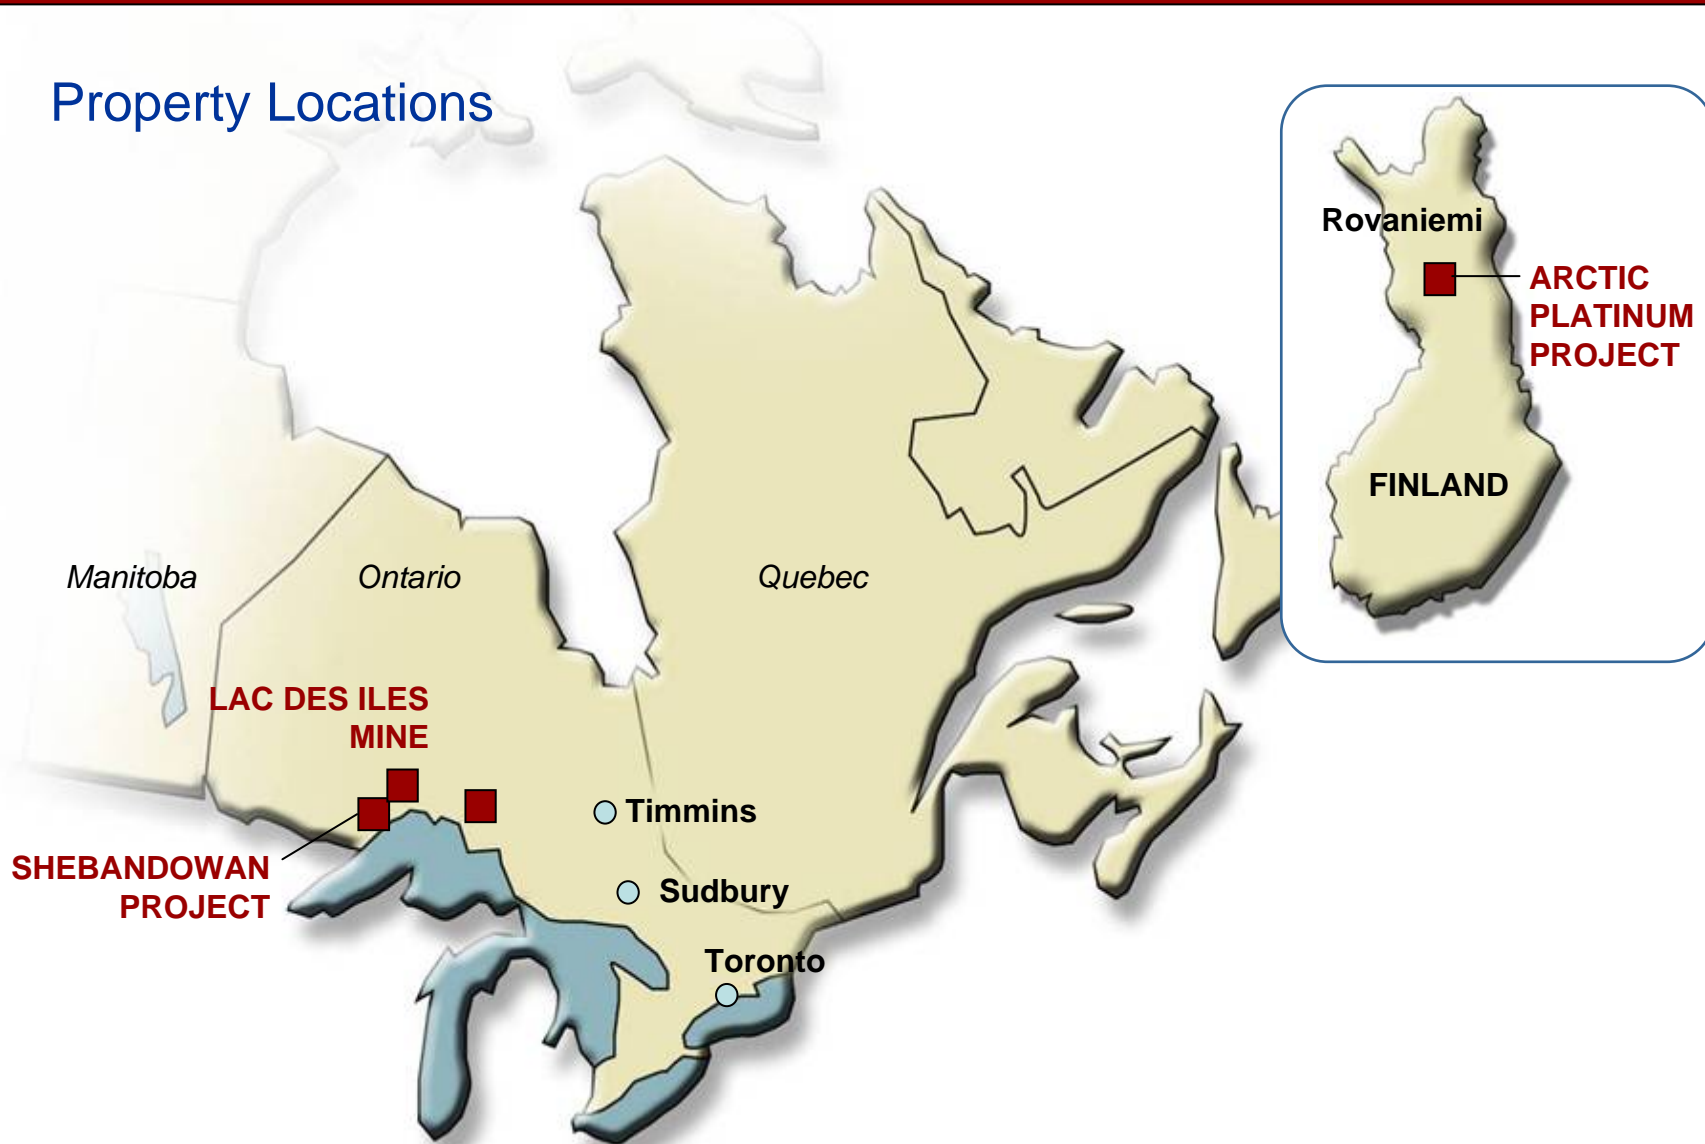 Property Locations
Rovaniemi
ARCTIC
PLATINUM
PROJECT
FINLAND
Manitoba
Ontario
Quebec
LAC DES ILES
MINE
Timmins
SHEBANDOWAN
PROJECT
Sudbury
Toronto